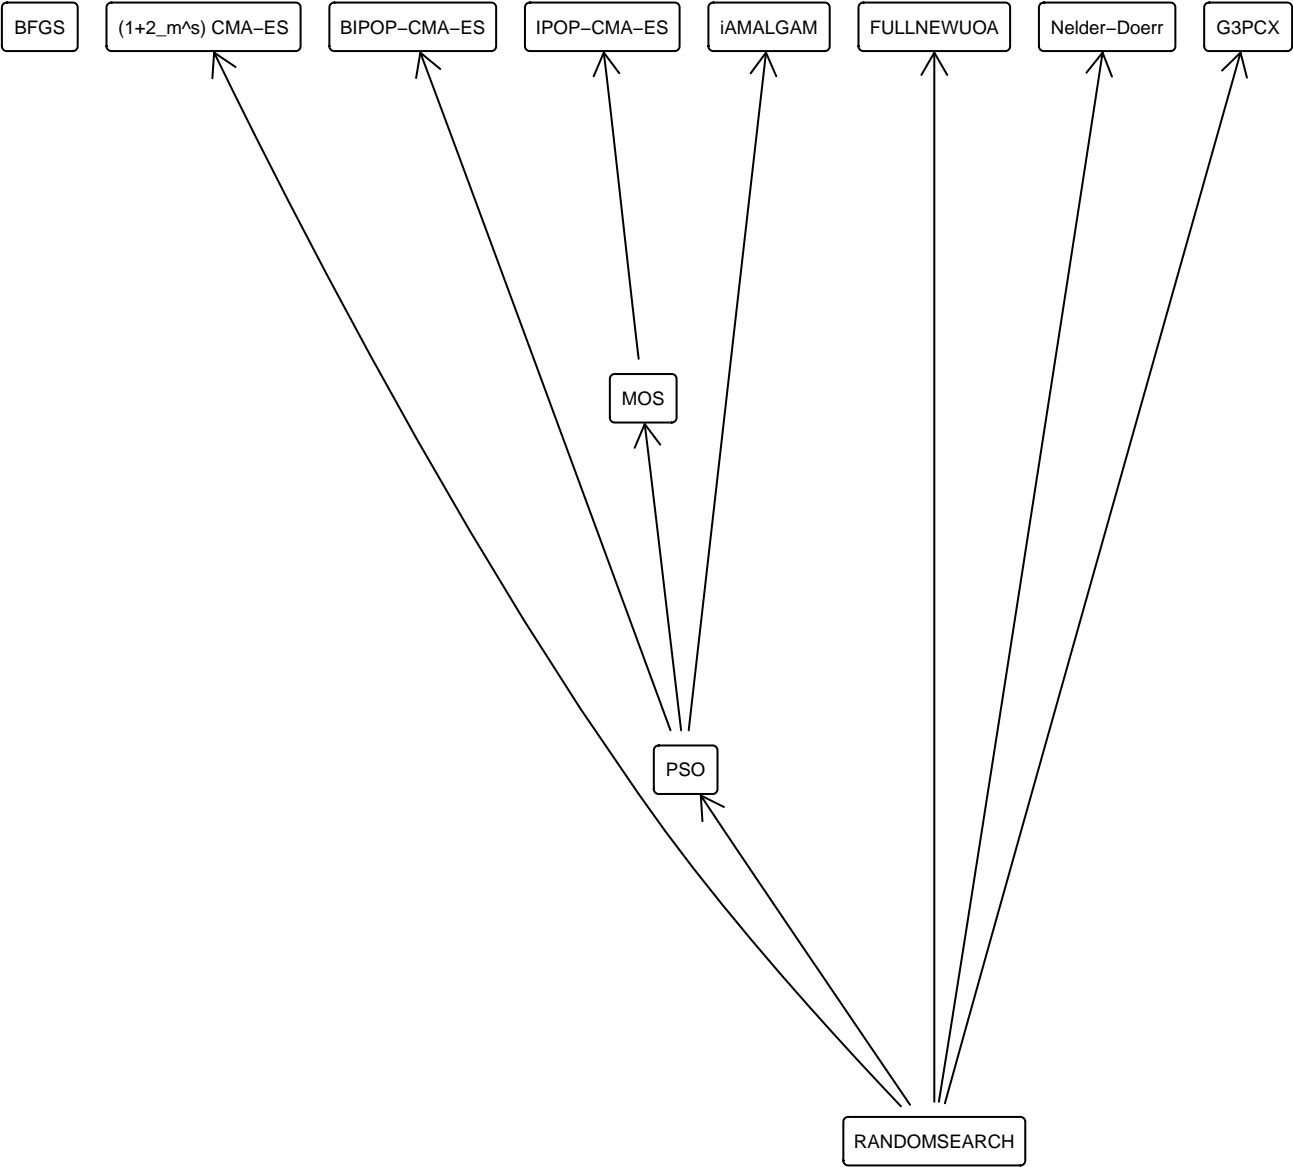 BFGS
(1+2_m^s) CMA−ES
BIPOP−CMA−ES
IPOP−CMA−ES
iAMALGAM
FULLNEWUOA
Nelder−Doerr
G3PCX
MOS
PSO
RANDOMSEARCH